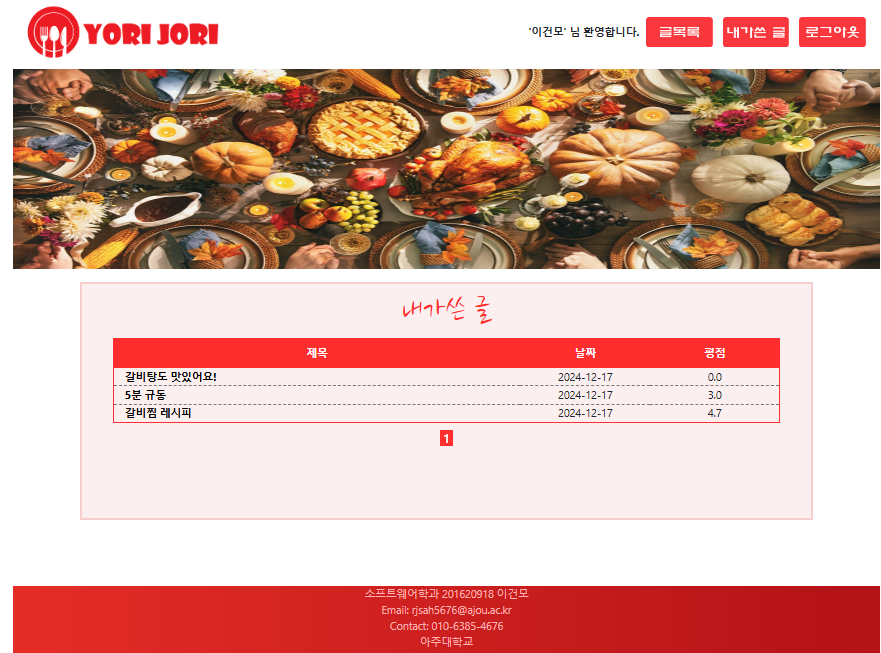 YORI JORI
'이건모' 님 환영합니다. 글목록 내가쓴 글 로그아웃
내가쓴 글
제목 날짜 평점
갈비탕도 맛있어요! 2024-12-17 0.0
5분 규동 2024-12-17 3.0
갈비찜 레시피 2024-12-17 4.7
1
소프트웨어학과 201620918 이건모
Email: rjsah5676@ajou.ac.kr
Contact: 010-6385-4676
아주대학교